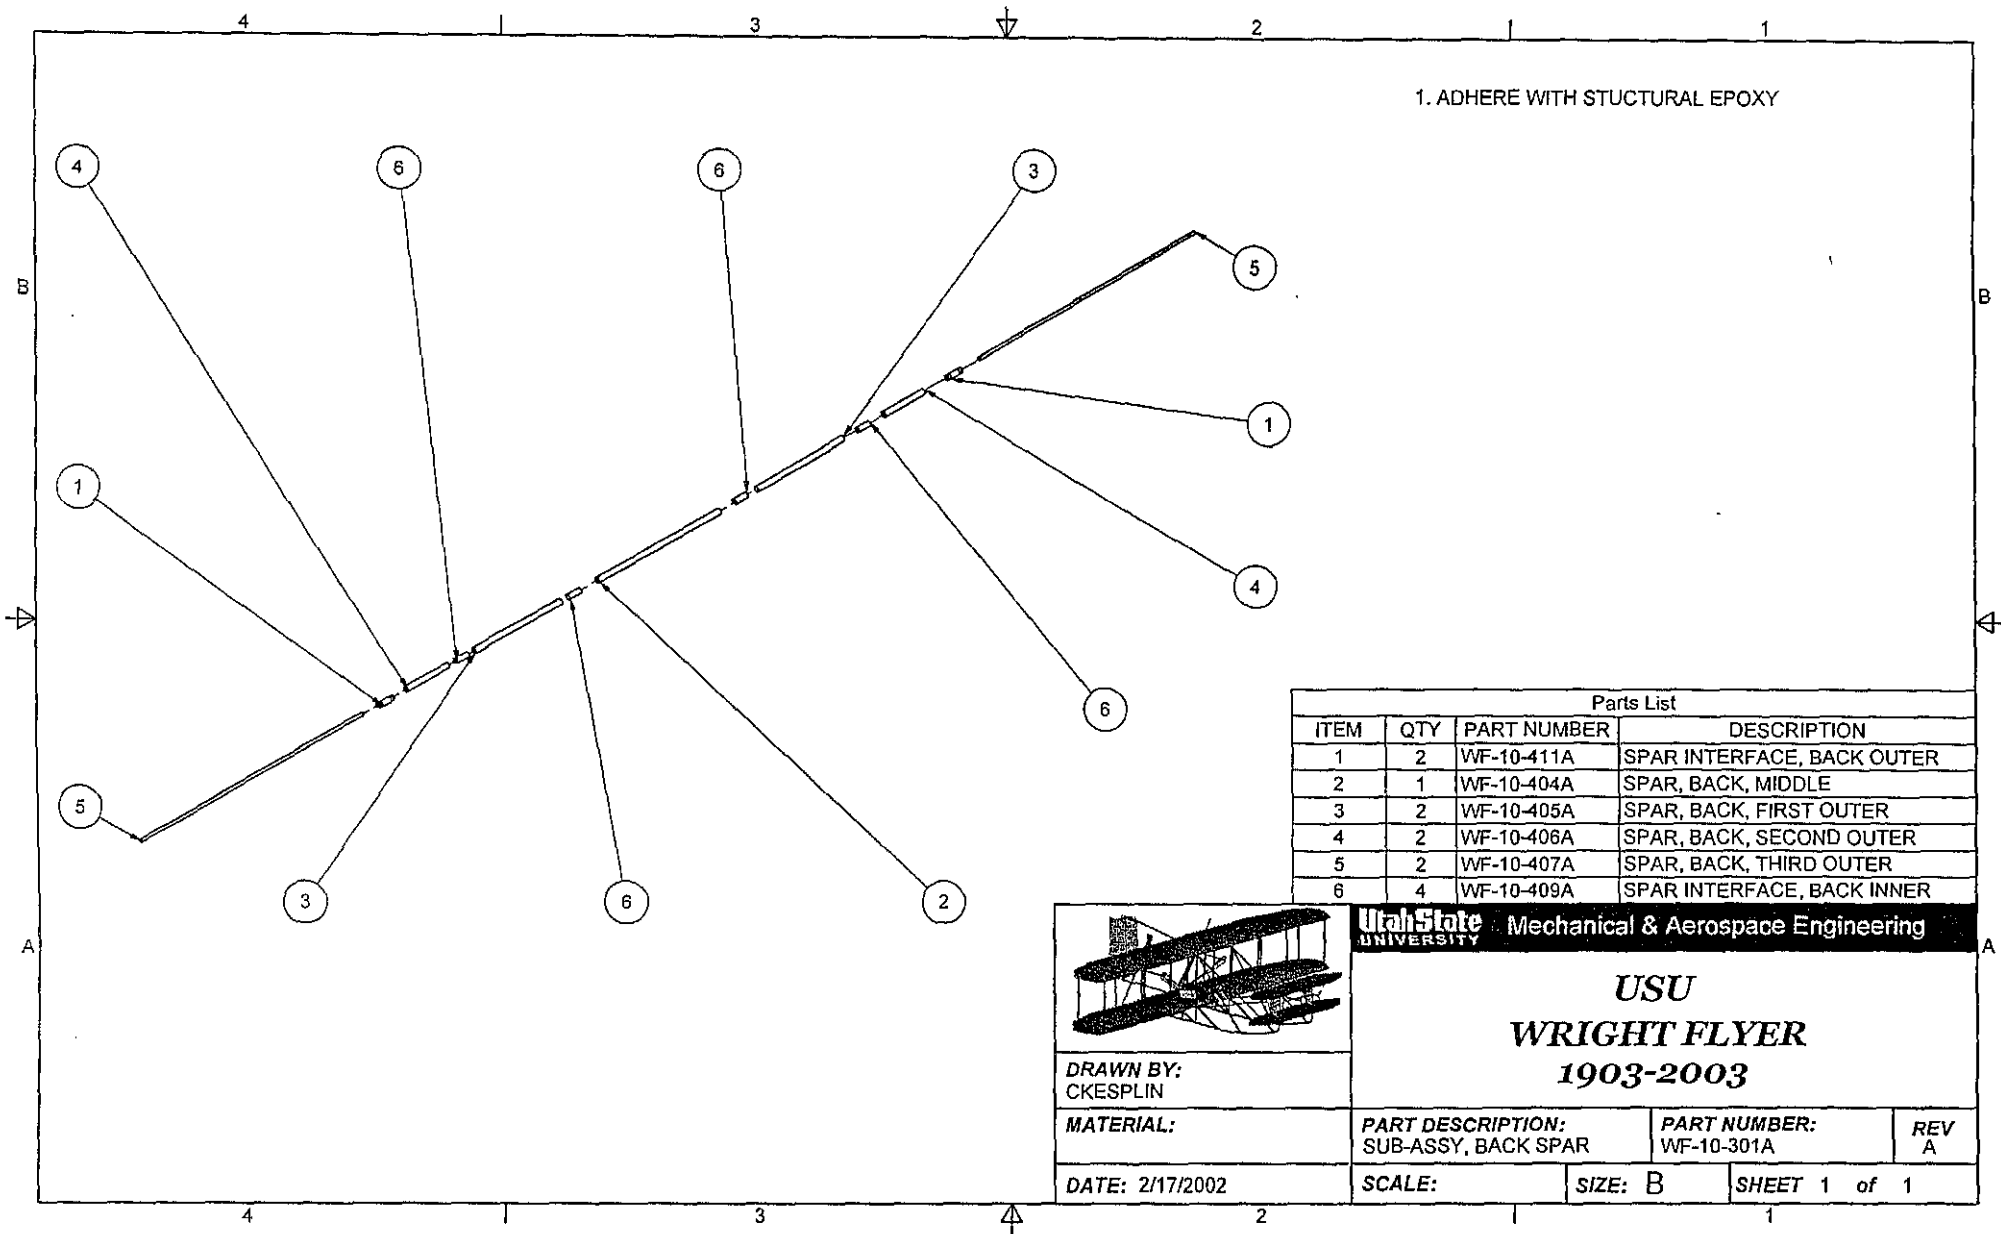 4 3 2 1
1. ADHERE WITH STUCTURAL EPOXY
4 6 6 3
5
B B
1
1
4
6
5
3 6 2
Parts List
ITEM QTY PART NUMBER DESCRIPTION
1 2 WF-10-411A SPAR INTERFACE, BACK OUTER
2 1 WF-10-404A SPAR, BACK, MIDDLE
3 2 WF-10-405A SPAR, BACK, FIRST OUTER
4 2 WF-10-406A SPAR, BACK, SECOND OUTER
5 2 WF-10-407A SPAR, BACK, THIRD OUTER
6 4 WF-10-409A SPAR INTERFACE, BACK INNER
A A
UtahState UNIVERSITY Mechanical & Aerospace Engineering
USU
WRIGHT FLYER
1903-2003
DRAWN BY:
CKESPLIN
MATERIAL:
PART DESCRIPTION:
SUB-ASSY, BACK SPAR
PART NUMBER:
WF-10-301A
REV
A
DATE: 2/17/2002
SCALE:
SIZE: B
SHEET 1 of 1
4 3 2 1